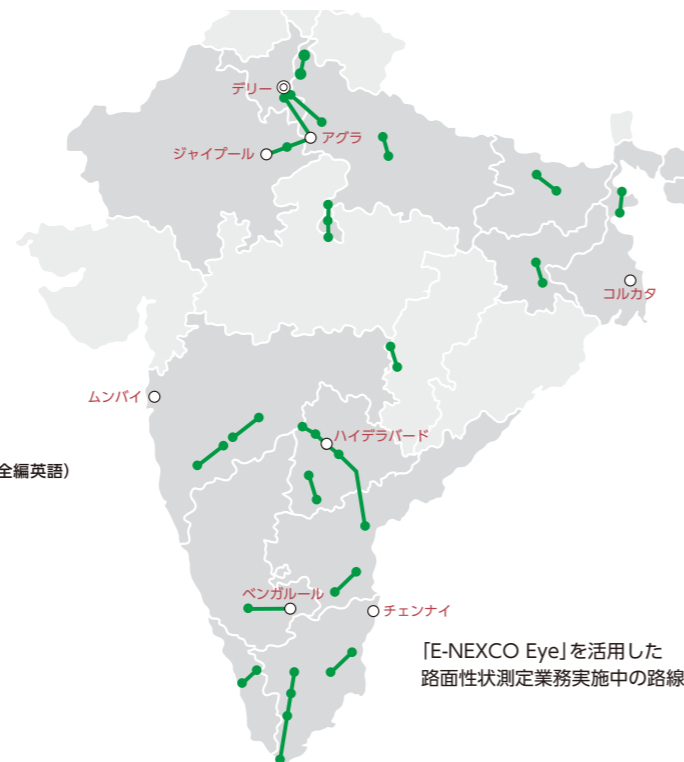 デリー
アグラ
ジャイプール
コルカタ
ムンバイ
ハイデラバード
全編英語）
ベンガルール
チェンナイ
「E-NEXCO Eye」を活用した
路面性状測定業務実施中の路線